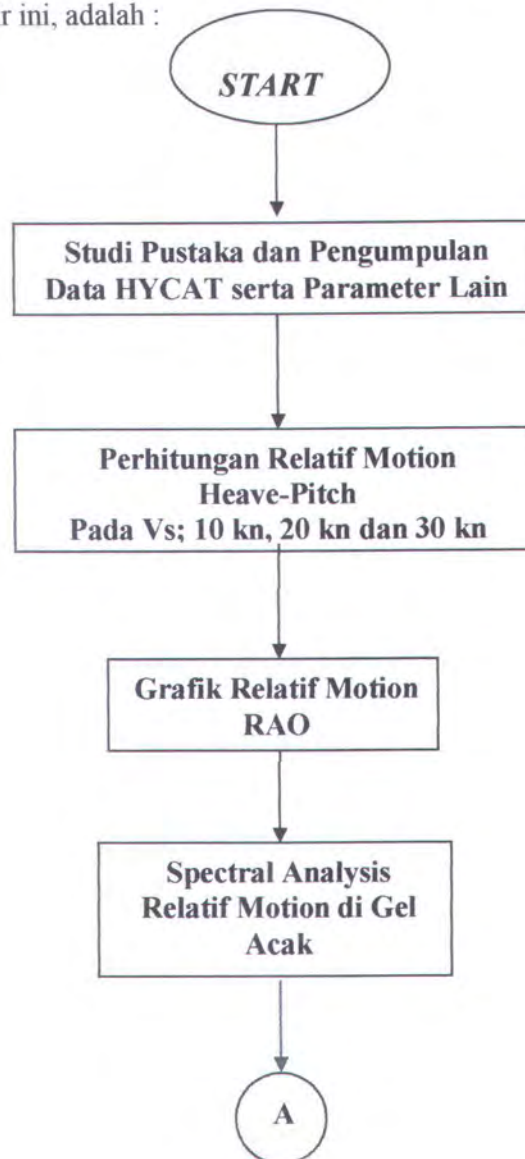 r ini, adalah :
START
Studi Pustaka dan Pengumpulan
Data HYCAT serta Parameter Lain
Perhitungan Relatif Motion
Heave-Pitch
Pada Vs; 10 kn, 20 kn dan 30 kn
Grafik Relatif Motion
RAO
Spectral Analysis
Relatif Motion di Gel
Acak
A